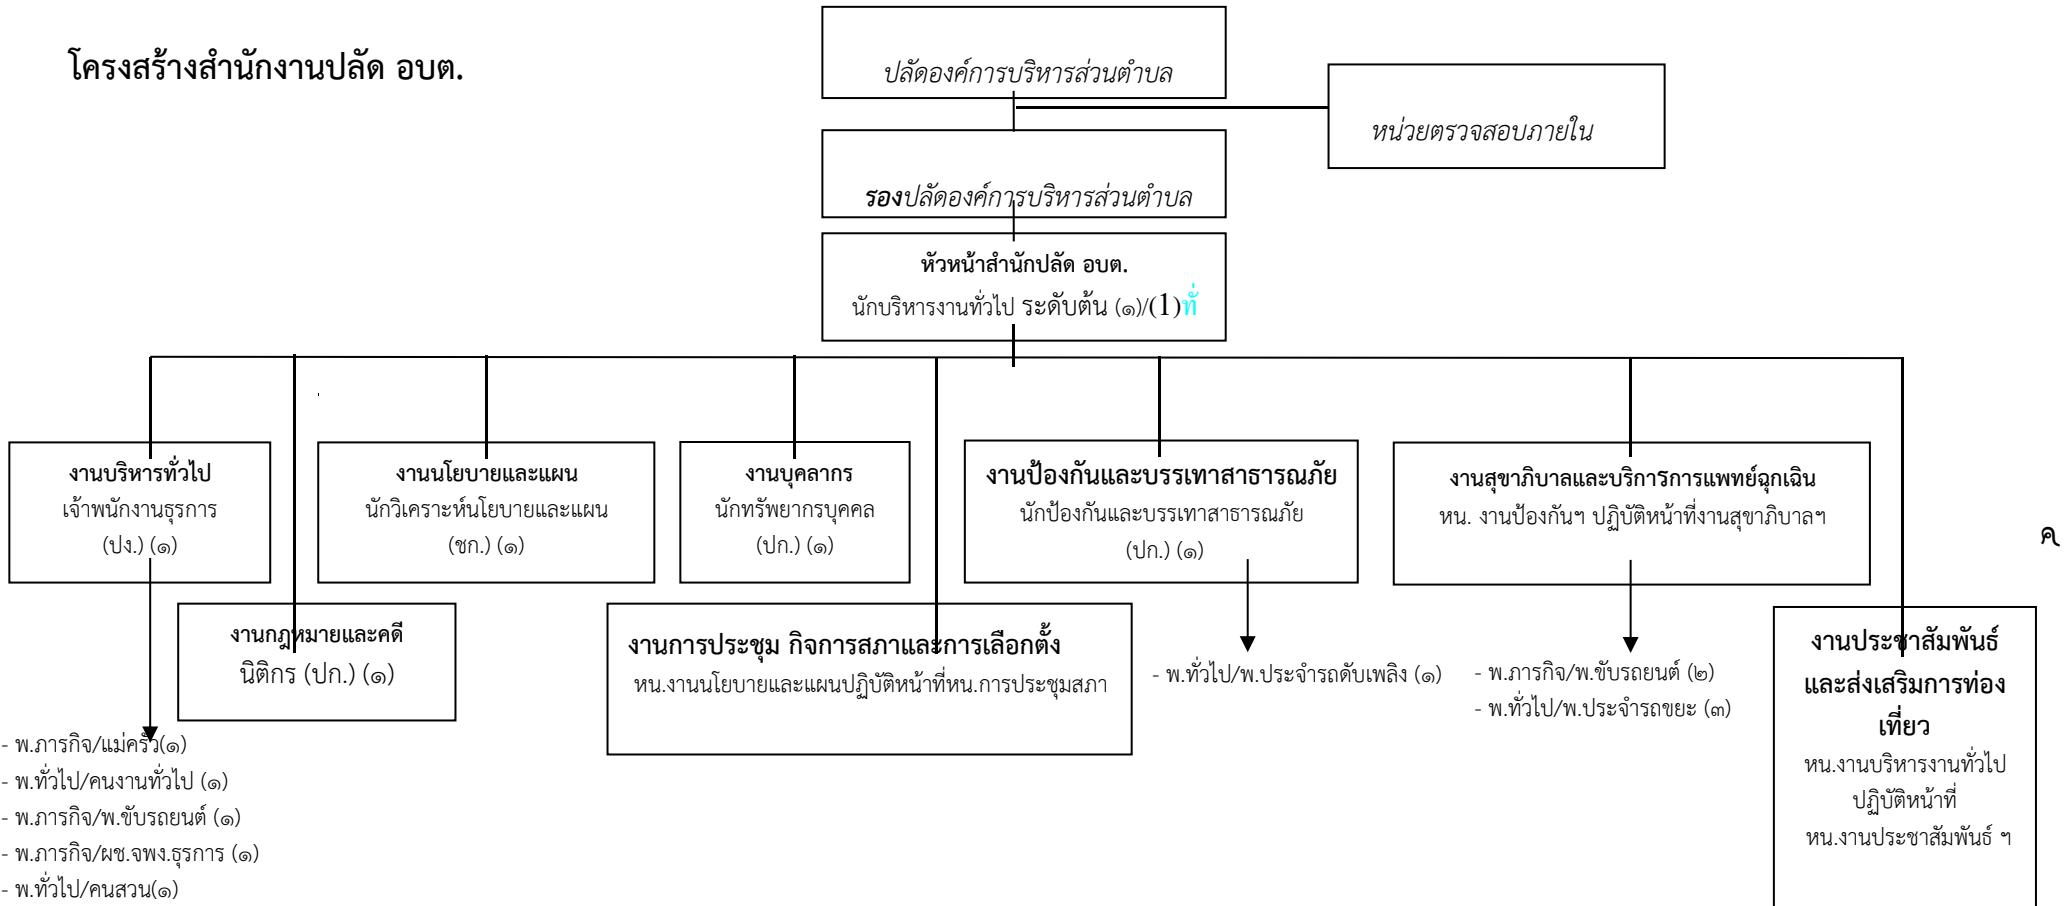 โครงสร้างสำนักงานปลัด อบต.
ปลัดองค์การบริหารส่วนตำบล
หน่วยตรวจสอบภายใน
รองปลัดองค์การบริหารส่วนตำบล
หัวหน้าสำนักปลัด อบต.
นักบริหารงานทั่วไป ระดับต้น (๑)/(1)ที่
งานบริหารทั่วไป
เจ้าพนักงานธุรการ
(ปง.) (๑)
งานนโยบายและแผน
นักวิเคราะห์นโยบายและแผน
(ชก.) (๑)
งานบุคลากร
นักทรัพยากรบุคคล
(ปก.) (๑)
งานป้องกันและบรรเทาสาธารณภัย
นักป้องกันและบรรเทาสาธารณภัย
(ปก.) (๑)
งานสุขาภิบาลและบริการการแพทย์ฉุกเฉิน
หน. งานป้องกันฯ ปฏิบัติหน้าที่งานสุขาภิบาลฯ
ค
งานกฎหมายและคดี
นิติกร (ปก.) (๑)
งานการประชุม กิจการสภาและการเลือกตั้ง
หน.งานนโยบายและแผนปฏิบัติหน้าที่หน.การประชุมสภา
- พ.ทั่วไป/พ.ประจำรถดับเพลิง (๑)
- พ.ภารกิจ/พ.ขับรถยนต์ (๒)
- พ.ทั่วไป/พ.ประจำรถขยะ (๓)
งานประชาสัมพันธ์
และส่งเสริมการท่อง
เที่ยว
หน.งานบริหารงานทั่วไป
ปฏิบัติหน้าที่
หน.งานประชาสัมพันธ์ ฯ
- พ.ภารกิจ/แม่ครัว(๑)
- พ.ทั่วไป/คนงานทั่วไป (๑)
- พ.ภารกิจ/พ.ขับรถยนต์ (๑)
- พ.ภารกิจ/ผช.จพง.ธุรการ (๑)
- พ.ทั่วไป/คนสวน(๑)